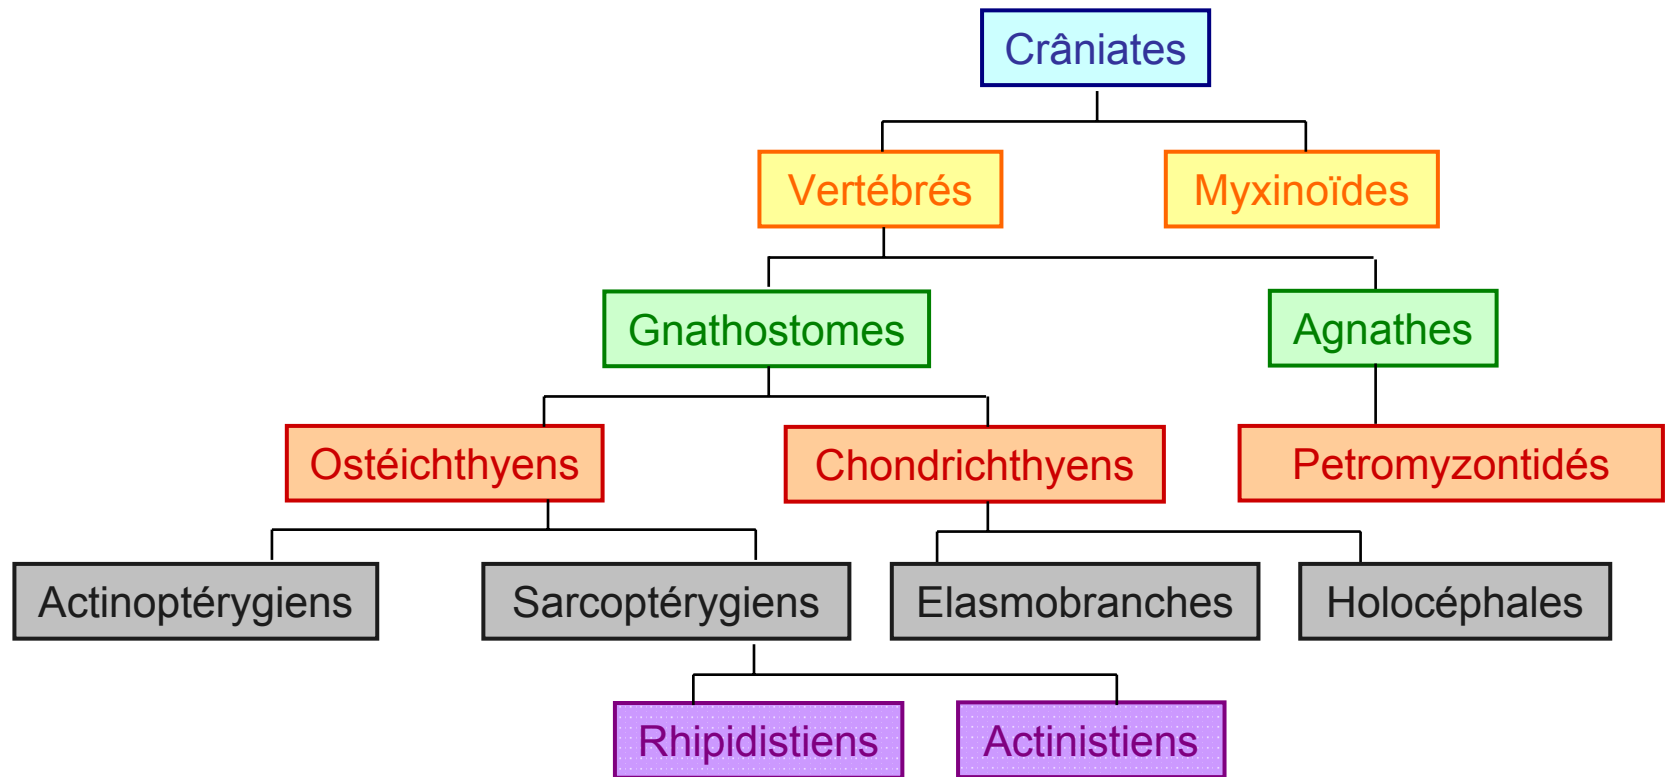 Crâniates
Vertébrés
Myxinoïdes
Gnathostomes
Agnathes
Ostéichthyens
Chondrichthyens
Petromyzontidés
Actinoptérygiens
Sarcoptérygiens
Elasmobranches
Holocéphales
Rhipidistiens
Actinistiens